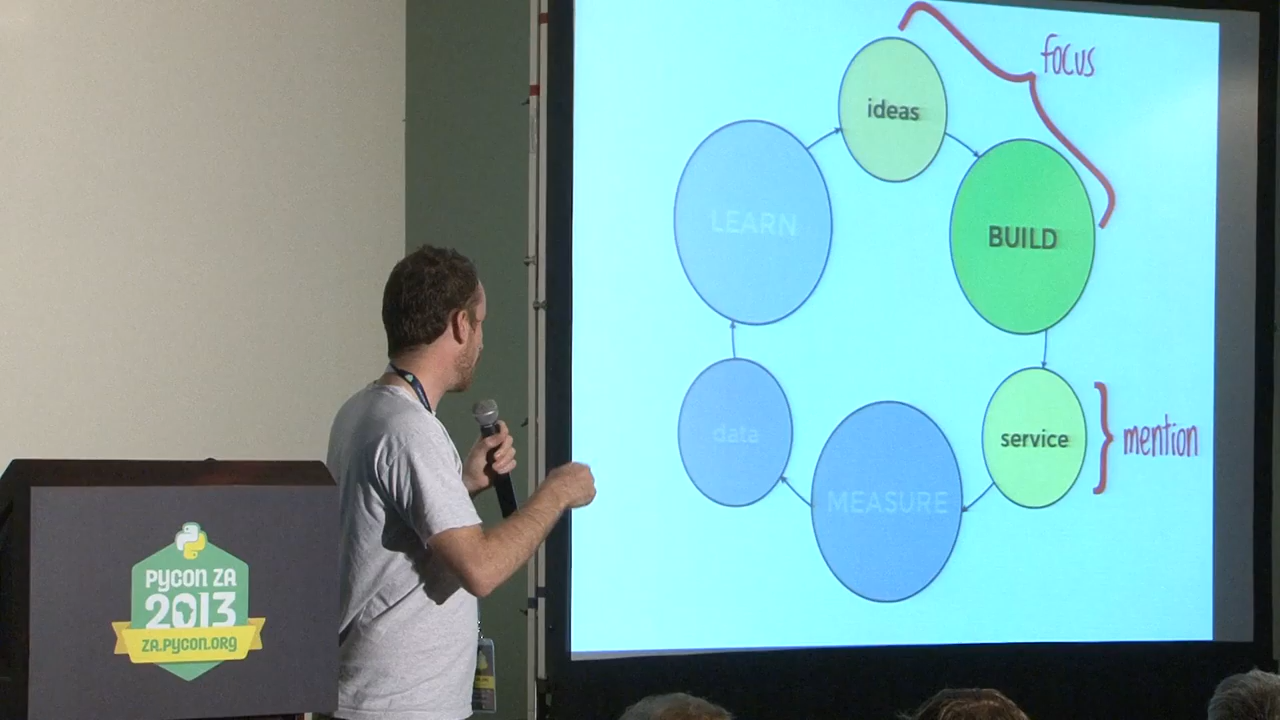 focus
ideas
LEARN
BUILD
data
service
mention
MEASURE
PYCON ZA
2013
ZA.PYCON.ORG